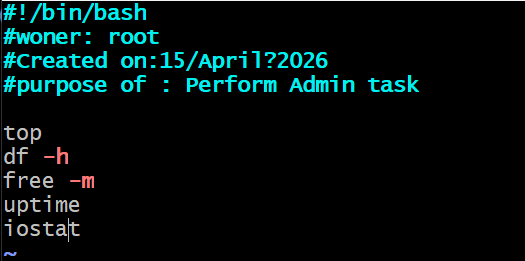 #!/bin/bash
#woner: root
#Created on:15/April?2026
#purpose of : Perform Admin task
top
df -h
free -m
uptime
iostat
~